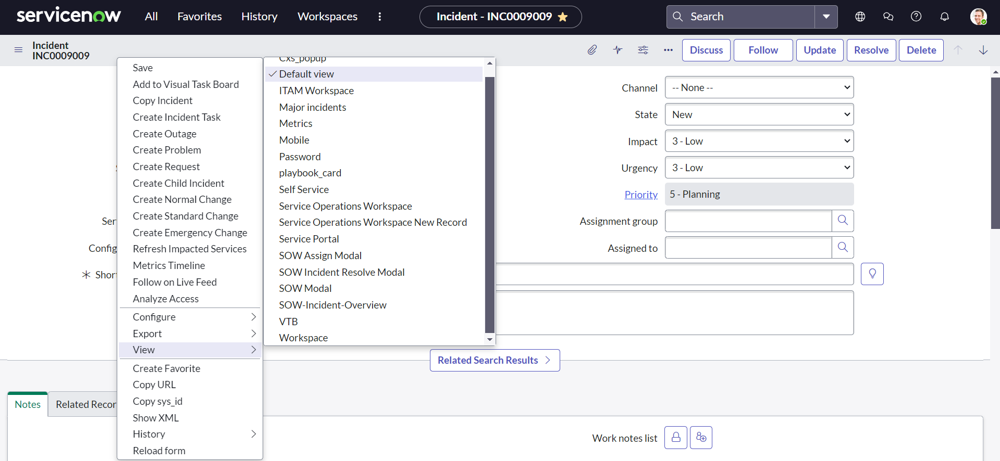 servicenow All Favorites History Workspaces Incident - INC0009009 Search
Incident
INC0009009
Discuss Follow Update Resolve Delete
Save
Add to Visual Task Board
Copy Incident
Create Incident Task
Create Outage
Create Problem
Create Request
Create Child Incident
Create Normal Change
Create Standard Change
Create Emergency Change
Refresh Impacted Services
Metrics Timeline
Follow on Live Feed
Analyze Access
Configure
Export
View
Create Favorite
Copy URL
Copy sys_id
Show XML
History
Reload form
Cxs_popup
Default view
ITAM Workspace
Major incidents
Metrics
Mobile
Password
playbook_card
Self Service
Service Operations Workspace
Service Operations Workspace New Record
Service Portal
SOW Assign Modal
SOW Incident Resolve Modal
SOW Modal
SOW-Incident-Overview
VTB
Workspace
Ser
Config
Shor
Channel -- None --
State New
Impact 3 - Low
Urgency 3 - Low
Priority 5 - Planning
Assignment group
Assigned to
Related Search Results
Notes Related Recor
Work notes list